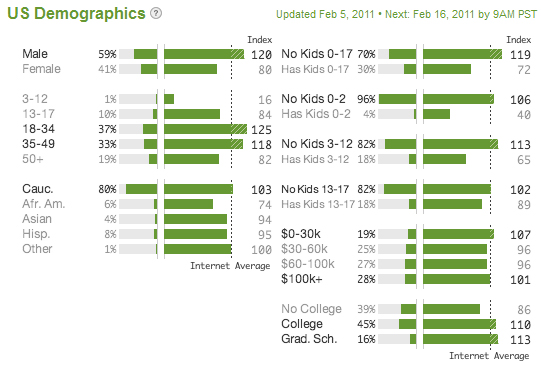 US Demographics ?
Updated Feb 5, 2011 • Next: Feb 16, 2011 by 9AM PST
Index
Male 59% 120
Female 41% 80
3-12 1% 16
13-17 10% 84
18-34 37% 125
35-49 33% 118
50+ 19% 82
Cauc. 80% 103
Afr. Am. 6% 74
Asian 4% 94
Hisp. 8% 95
Other 1% 100
Internet Average
Index
No Kids 0-17 70% 119
Has Kids 0-17 30% 72
No Kids 0-2 96% 106
Has Kids 0-2 4% 40
No Kids 3-12 82% 113
Has Kids 3-12 18% 65
No Kids 13-17 82% 102
Has Kids 13-17 18% 89
$0-30k 19% 107
$30-60k 25% 96
$60-100k 27% 96
$100k+ 28% 101
No College 39% 86
College 45% 110
Grad. Sch. 16% 113
Internet Average